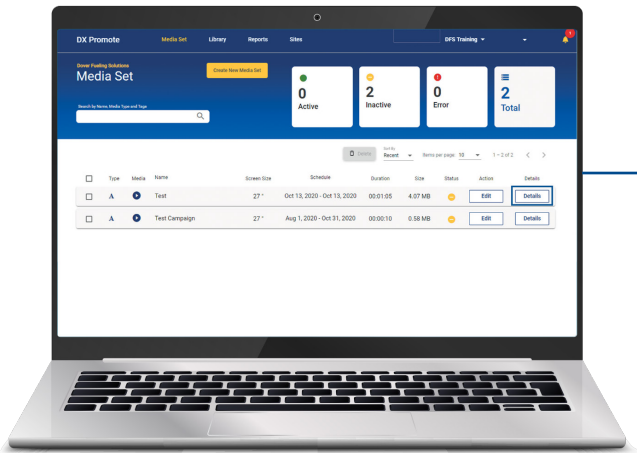 DX Promote Media Set Library Reports Sites DFS Training 1
Dover Fueling Solutions
Media Set
Create New Media Set
Search by Name, Media Type and Tags
0 Active
2 Inactive
0 Error
2 Total
Delete Sort By Recent Items per page: 10 1 – 2 of 2
Type Media Name Screen Size Schedule Duration Size Status Action Details
A Test 27 " Oct 13, 2020 - Oct 13, 2020 00:01:05 4.07 MB Edit Details
A Test Campaign 27 " Aug 1, 2020 - Oct 31, 2020 00:00:10 0.58 MB Edit Details